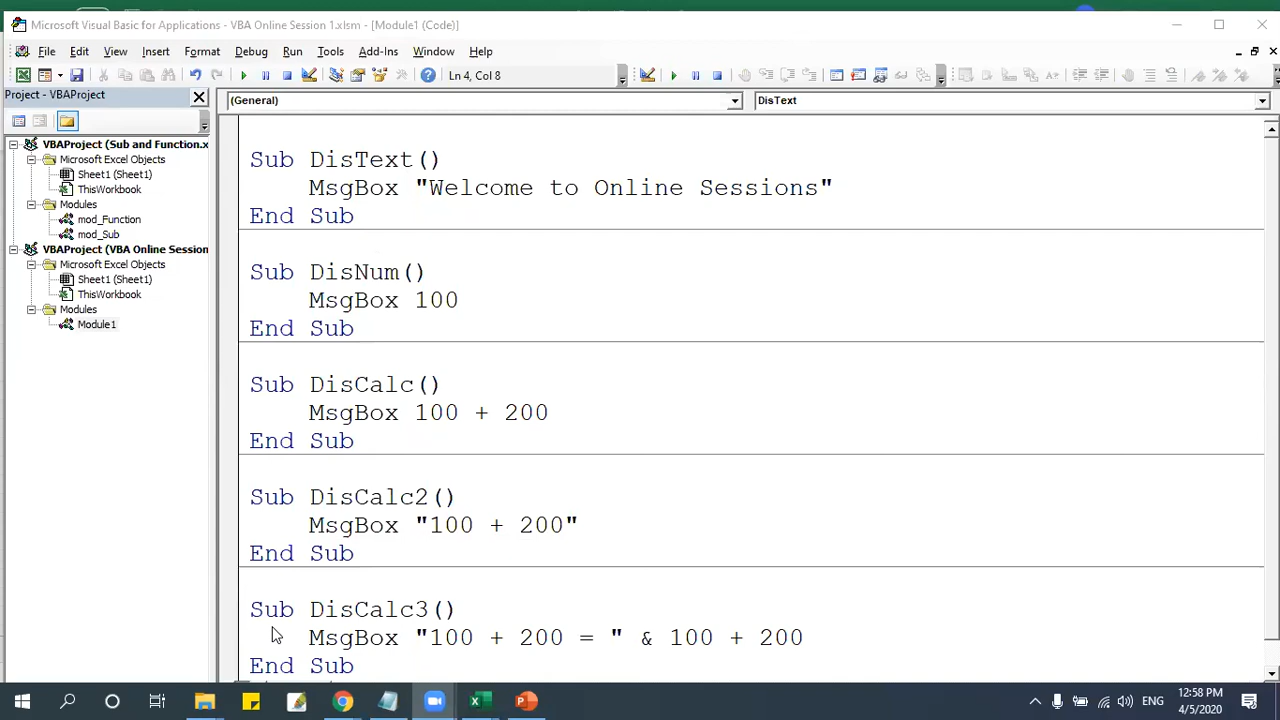 Microsoft Visual Basic for Applications - VBA Online Session 1.xlsm - [Module1 (Code)]
File Edit View Insert Format Debug Run Tools Add-Ins Window Help
Ln 4, Col 8
Project - VBAProject
(General) DisText
VBAProject (Sub and Function.x
Microsoft Excel Objects
Sheet1 (Sheet1)
ThisWorkbook
Modules
mod_Function
mod_Sub
VBAProject (VBA Online Session
Microsoft Excel Objects
Sheet1 (Sheet1)
ThisWorkbook
Modules
Module1
Sub DisText()
MsgBox "Welcome to Online Sessions"
End Sub
Sub DisNum()
MsgBox 100
End Sub
Sub DisCalc()
MsgBox 100 + 200
End Sub
Sub DisCalc2()
MsgBox "100 + 200"
End Sub
Sub DisCalc3()
MsgBox "100 + 200 = " & 100 + 200
End Sub
ENG
12:58 PM
4/5/2020